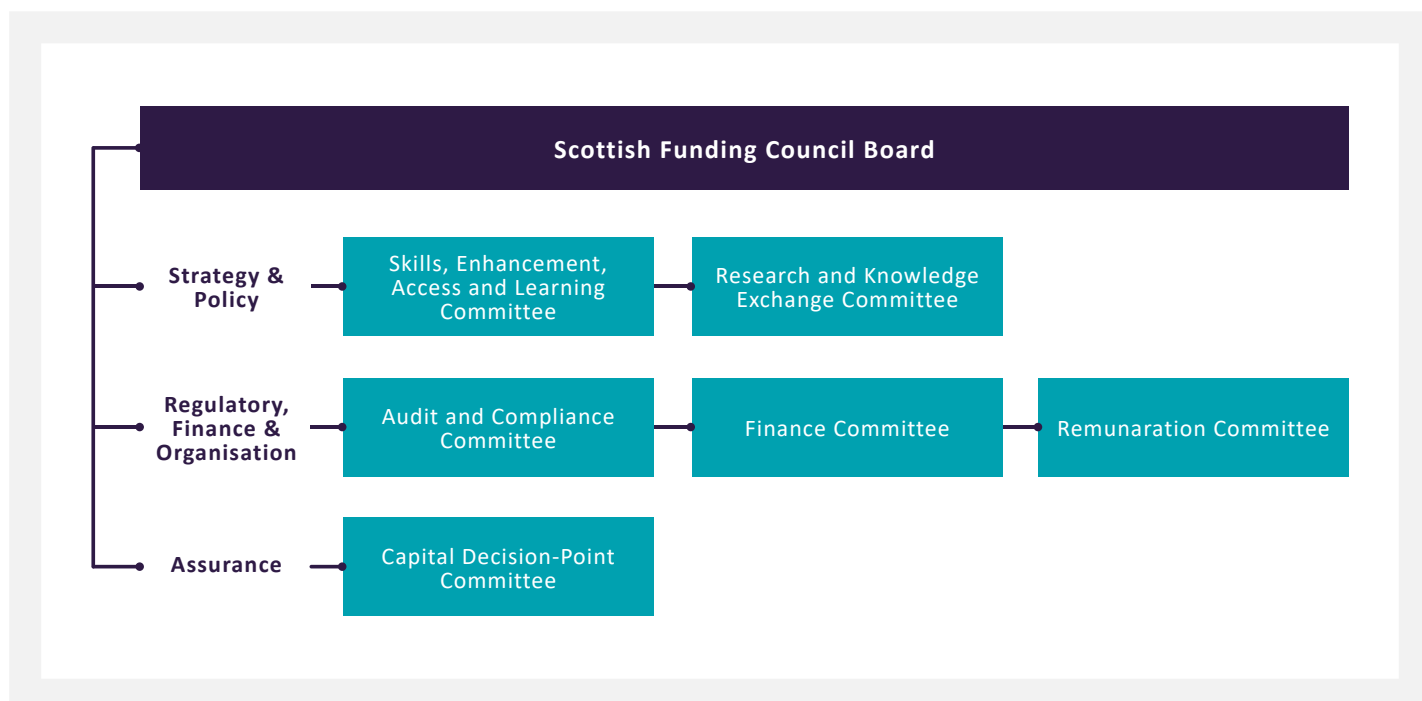 Scottish Funding Council Board
Strategy &
Policy
Skills, Enhancement,
Access and Learning
Committee
Research and Knowledge
Exchange Committee
Regulatory,
Finance &
Organisation
Audit and Compliance
Committee
Finance Committee
Remunaration Committee
Assurance
Capital Decision-Point
Committee